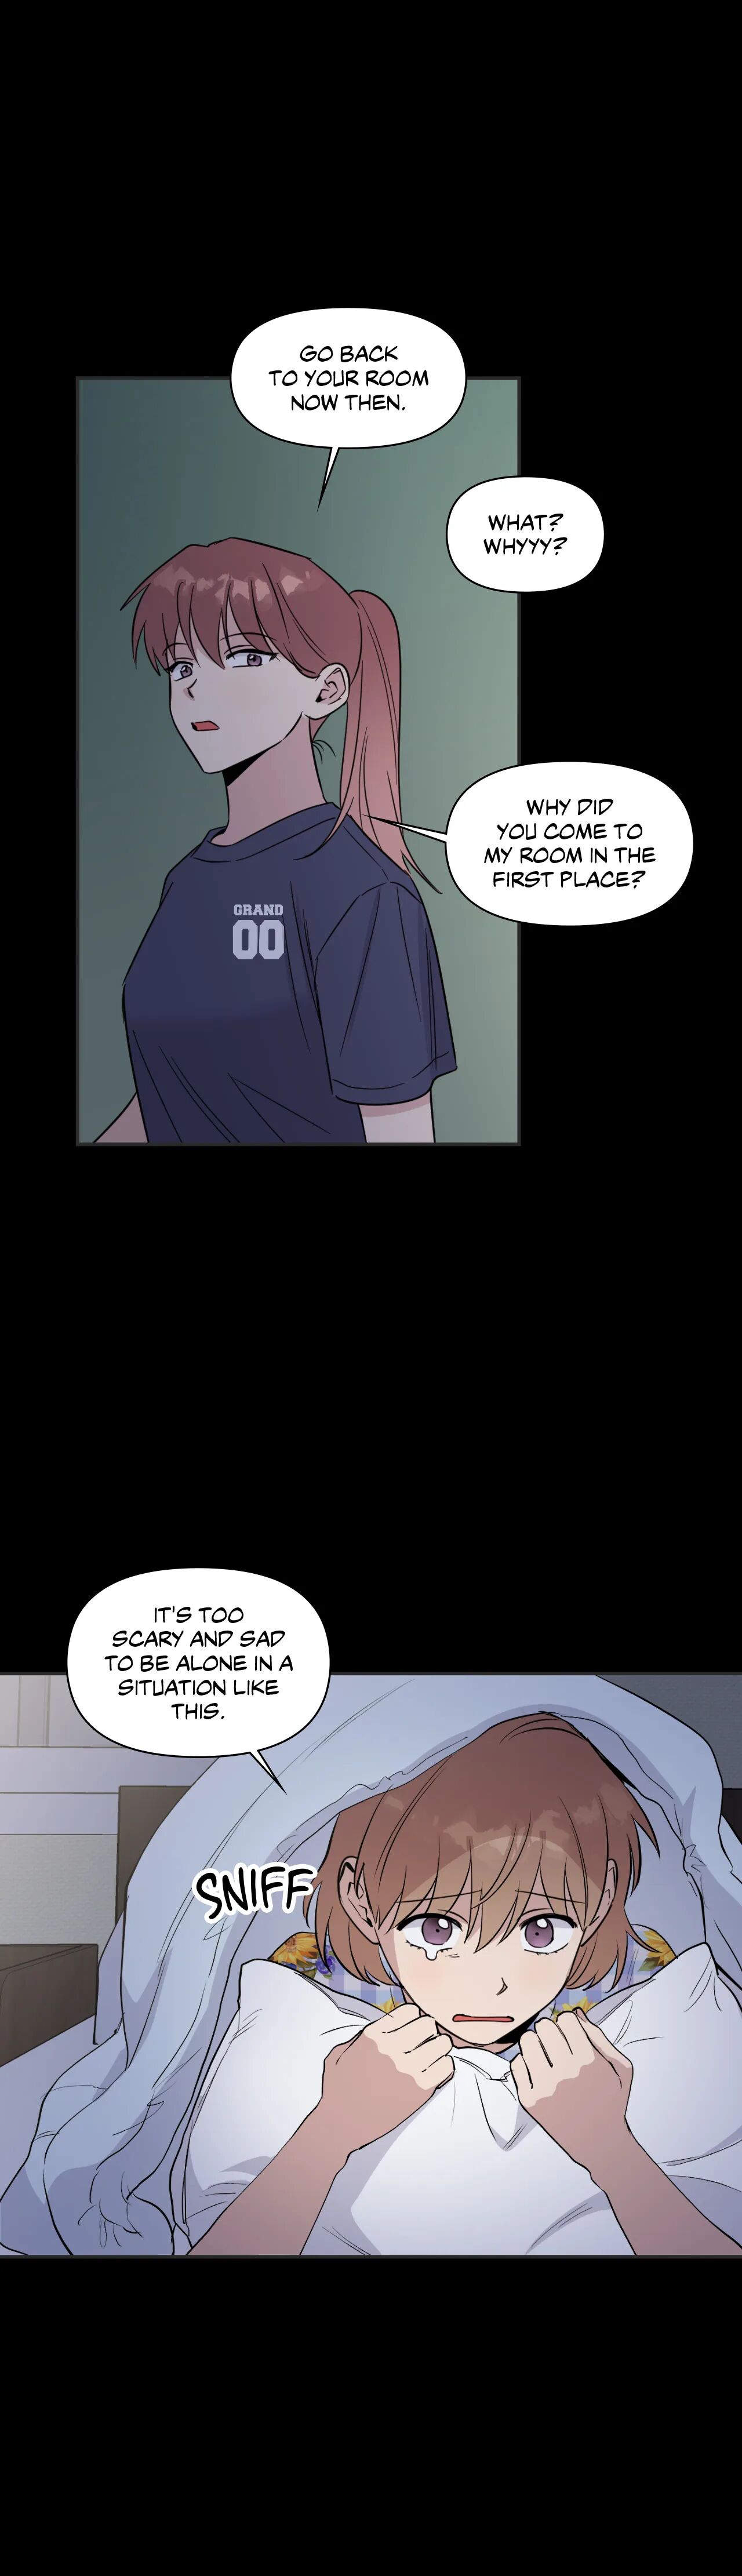 GO BACK
TO YOUR ROOM
NOW THEN.
WHAT?
WHYYY?
WHY DID
YOU COME TO
MY ROOM IN THE
FIRST PLACE?
GRAND
00
IT'S TOO
SCARY AND SAD
TO BE ALONE IN A
SITUATION LIKE
THIS.
SNIFF